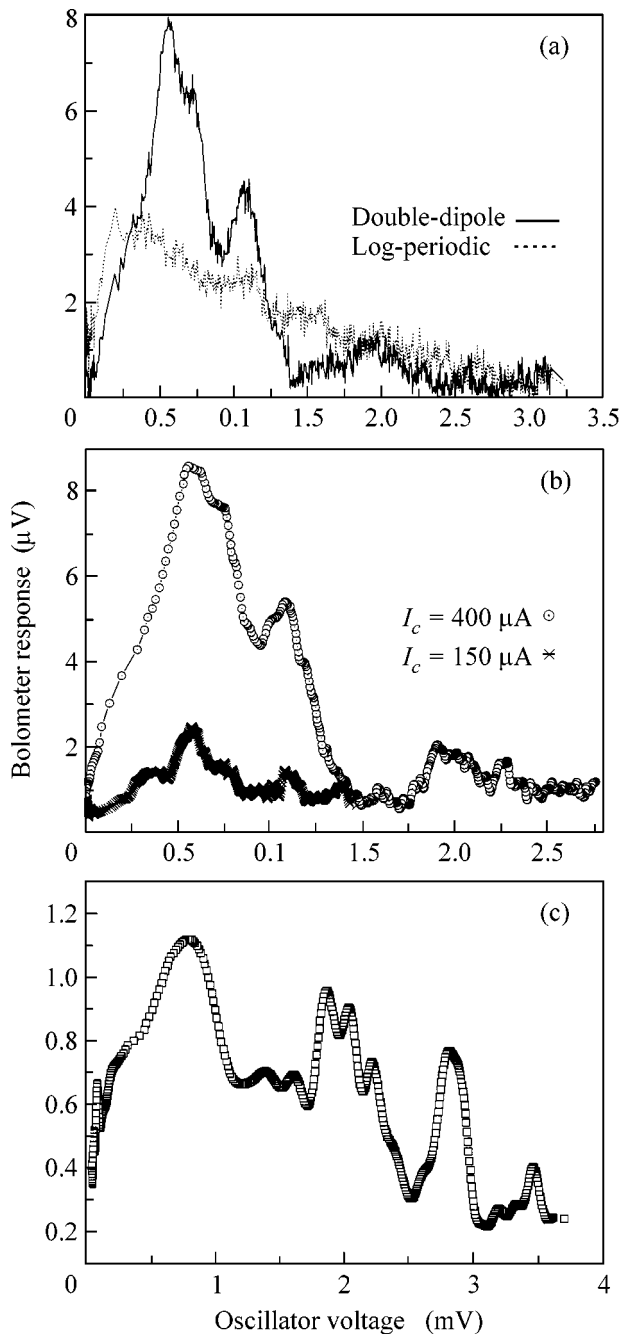 8
(a)
6
4
Double-dipole
Log-periodic
2
0 0.5 0.1 1.5 2.0 2.5 3.0 3.5
(b)
8
6
I_c = 400 μA
I_c = 150 μA
4
2
0 0.5 0.1 1.5 2.0 2.5
Bolometer response (μV)
(c)
1.2
1.0
0.8
0.6
0.4
0.2
0 1 2 3 4
Oscillator voltage (mV)